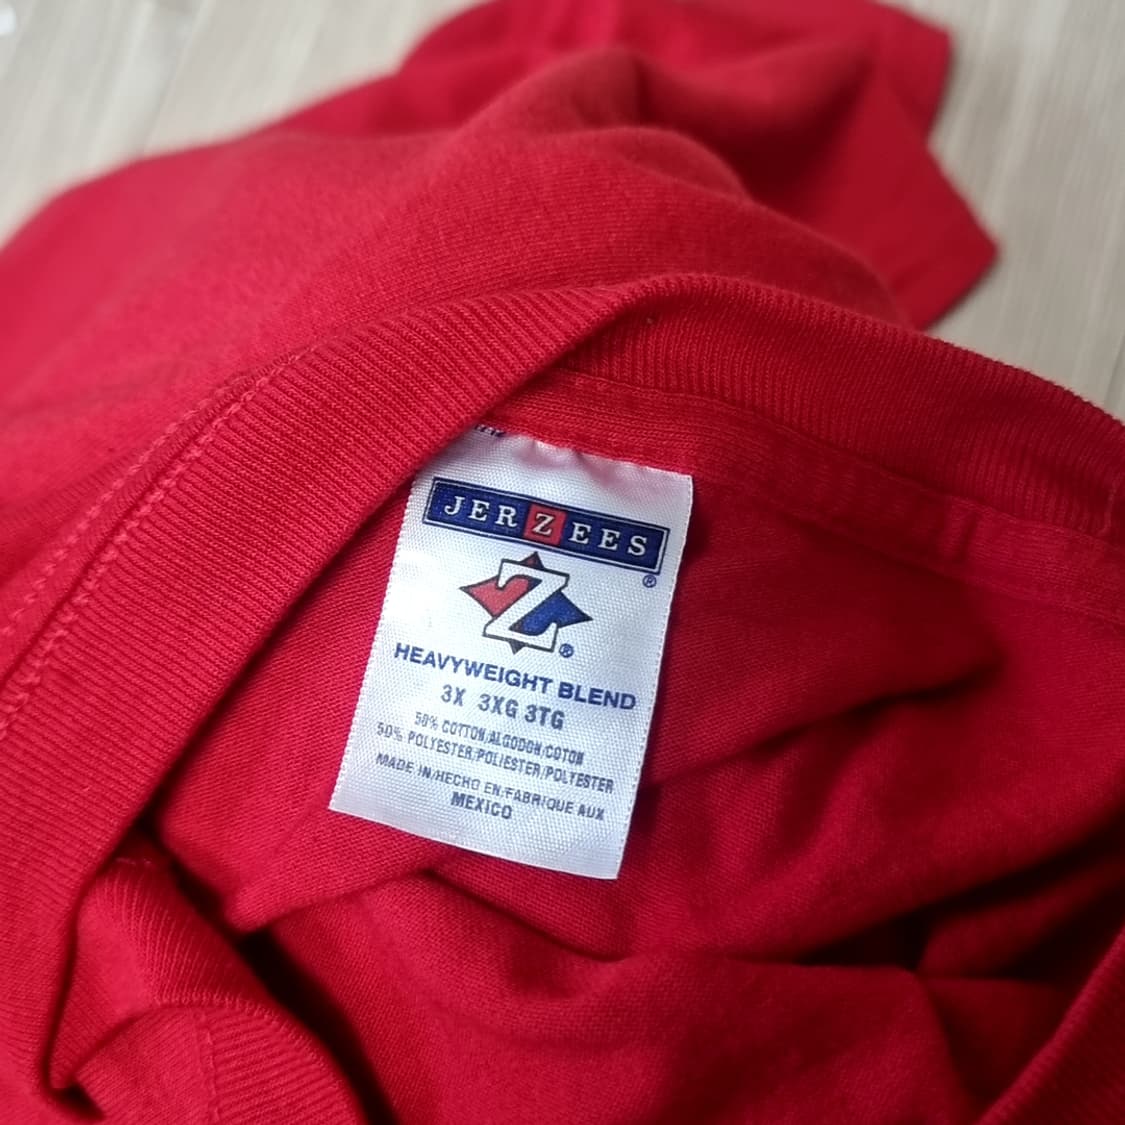 JERZEES
®
Z®
HEAVYWEIGHT BLEND
3X 3XG 3TG
50% COTTON/ALGODON/COTON
50% POLYESTER/POLIESTER/POLYESTER
MADE IN/HECHO EN/FABRIQUE AUX
MEXICO